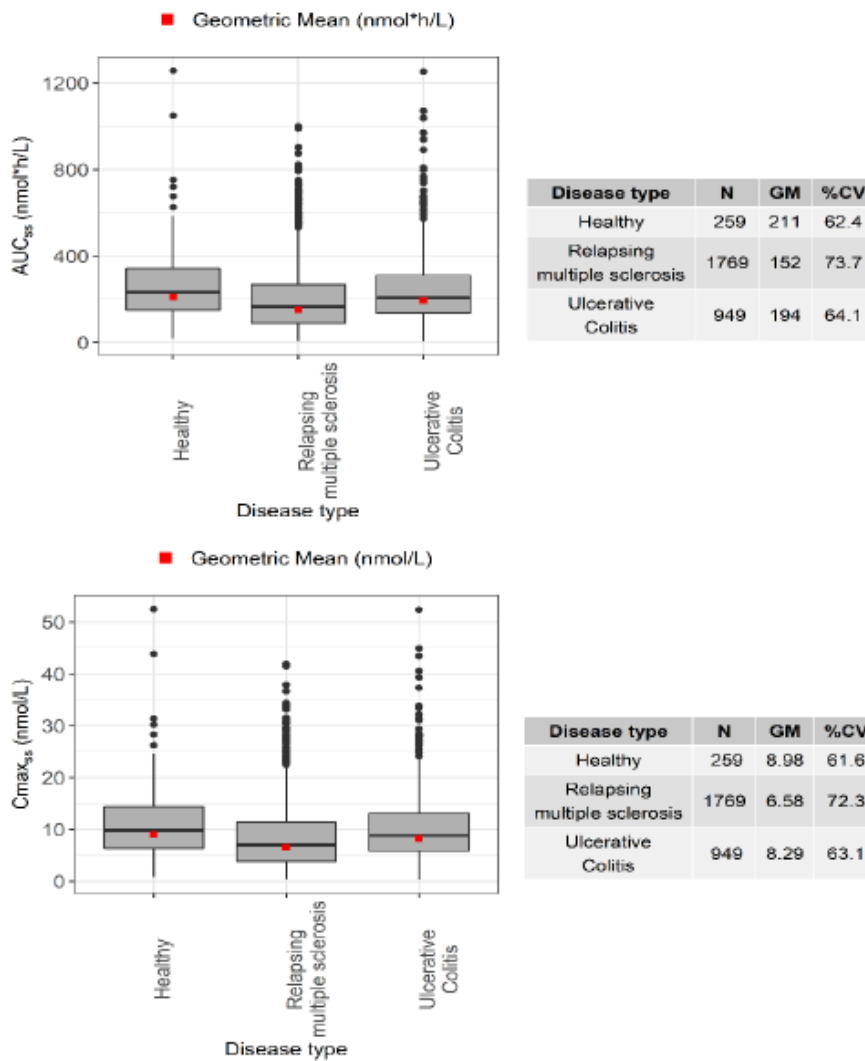 Geometric Mean (nmol*h/L)
AUCss (nmol*h/L)
1200
800
400
0
Healthy
Relapsing
multiple sclerosis
Ulcerative
Colitis
Disease type
Disease type N GM %CV
Healthy 259 211 62.4
Relapsing
multiple sclerosis 1769 152 73.7
Ulcerative
Colitis 949 194 64.1
Geometric Mean (nmol/L)
Cmaxss (nmol/L)
50
40
30
20
10
0
Healthy
Relapsing
multiple sclerosis
Ulcerative
Colitis
Disease type
Disease type N GM %CV
Healthy 259 8.98 61.6
Relapsing
multiple sclerosis 1769 6.58 72.3
Ulcerative
Colitis 949 8.29 63.1